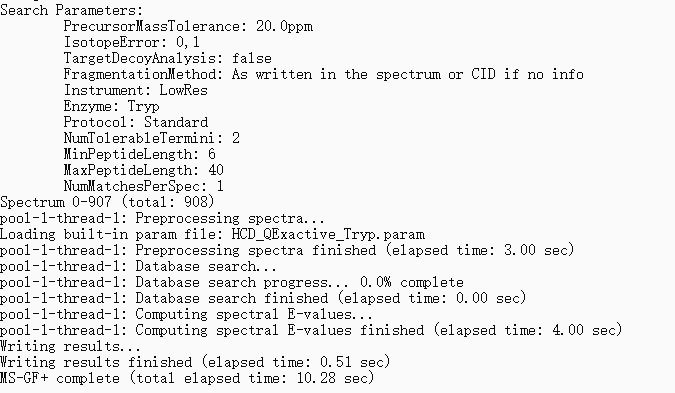 Search Parameters:
PrecursorMassTolerance: 20.0ppm
IsotopeError: 0,1
TargetDecoyAnalysis: false
FragmentationMethod: As written in the spectrum or CID if no info
Instrument: LowRes
Enzyme: Tryp
Protocol: Standard
NumTolerableTermini: 2
MinPeptideLength: 6
MaxPeptideLength: 40
NumMatchesPerSpec: 1
Spectrum 0-907 (total: 908)
pool-1-thread-1: Preprocessing spectra...
Loading built-in param file: HCD_QExactive_Tryp.param
pool-1-thread-1: Preprocessing spectra finished (elapsed time: 3.00 sec)
pool-1-thread-1: Database search...
pool-1-thread-1: Database search progress... 0.0% complete
pool-1-thread-1: Database search finished (elapsed time: 0.00 sec)
pool-1-thread-1: Computing spectral E-values...
pool-1-thread-1: Computing spectral E-values finished (elapsed time: 4.00 sec)
Writing results...
Writing results finished (elapsed time: 0.51 sec)
MS-GF+ complete (total elapsed time: 10.28 sec)